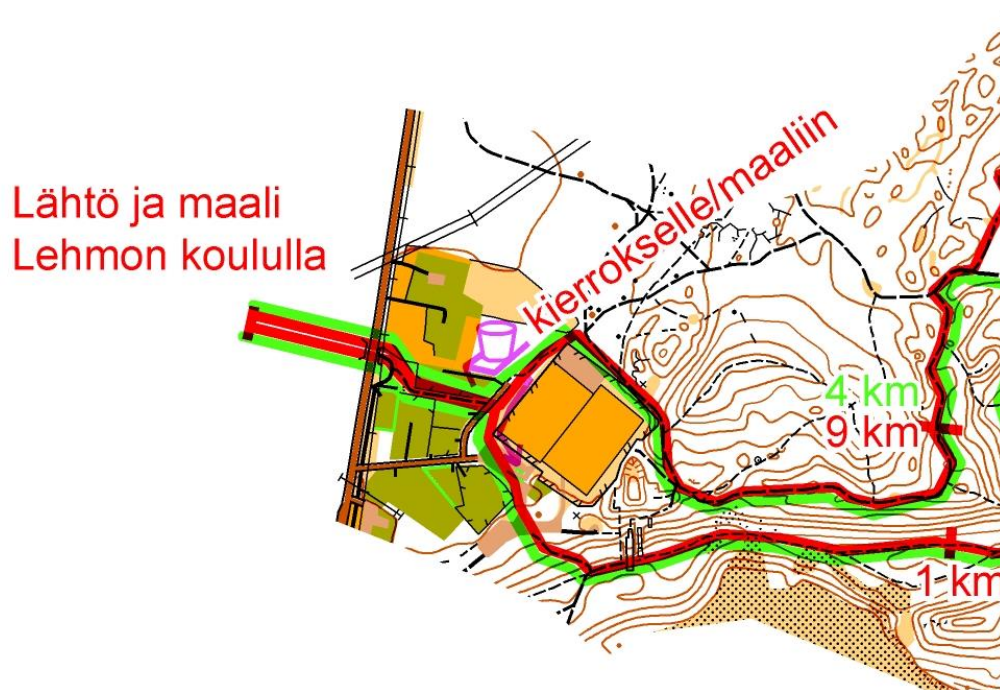 Lähtö ja maali
Lehmon koululla
kierrokselle/maaliin
4 km
9 km
1 km